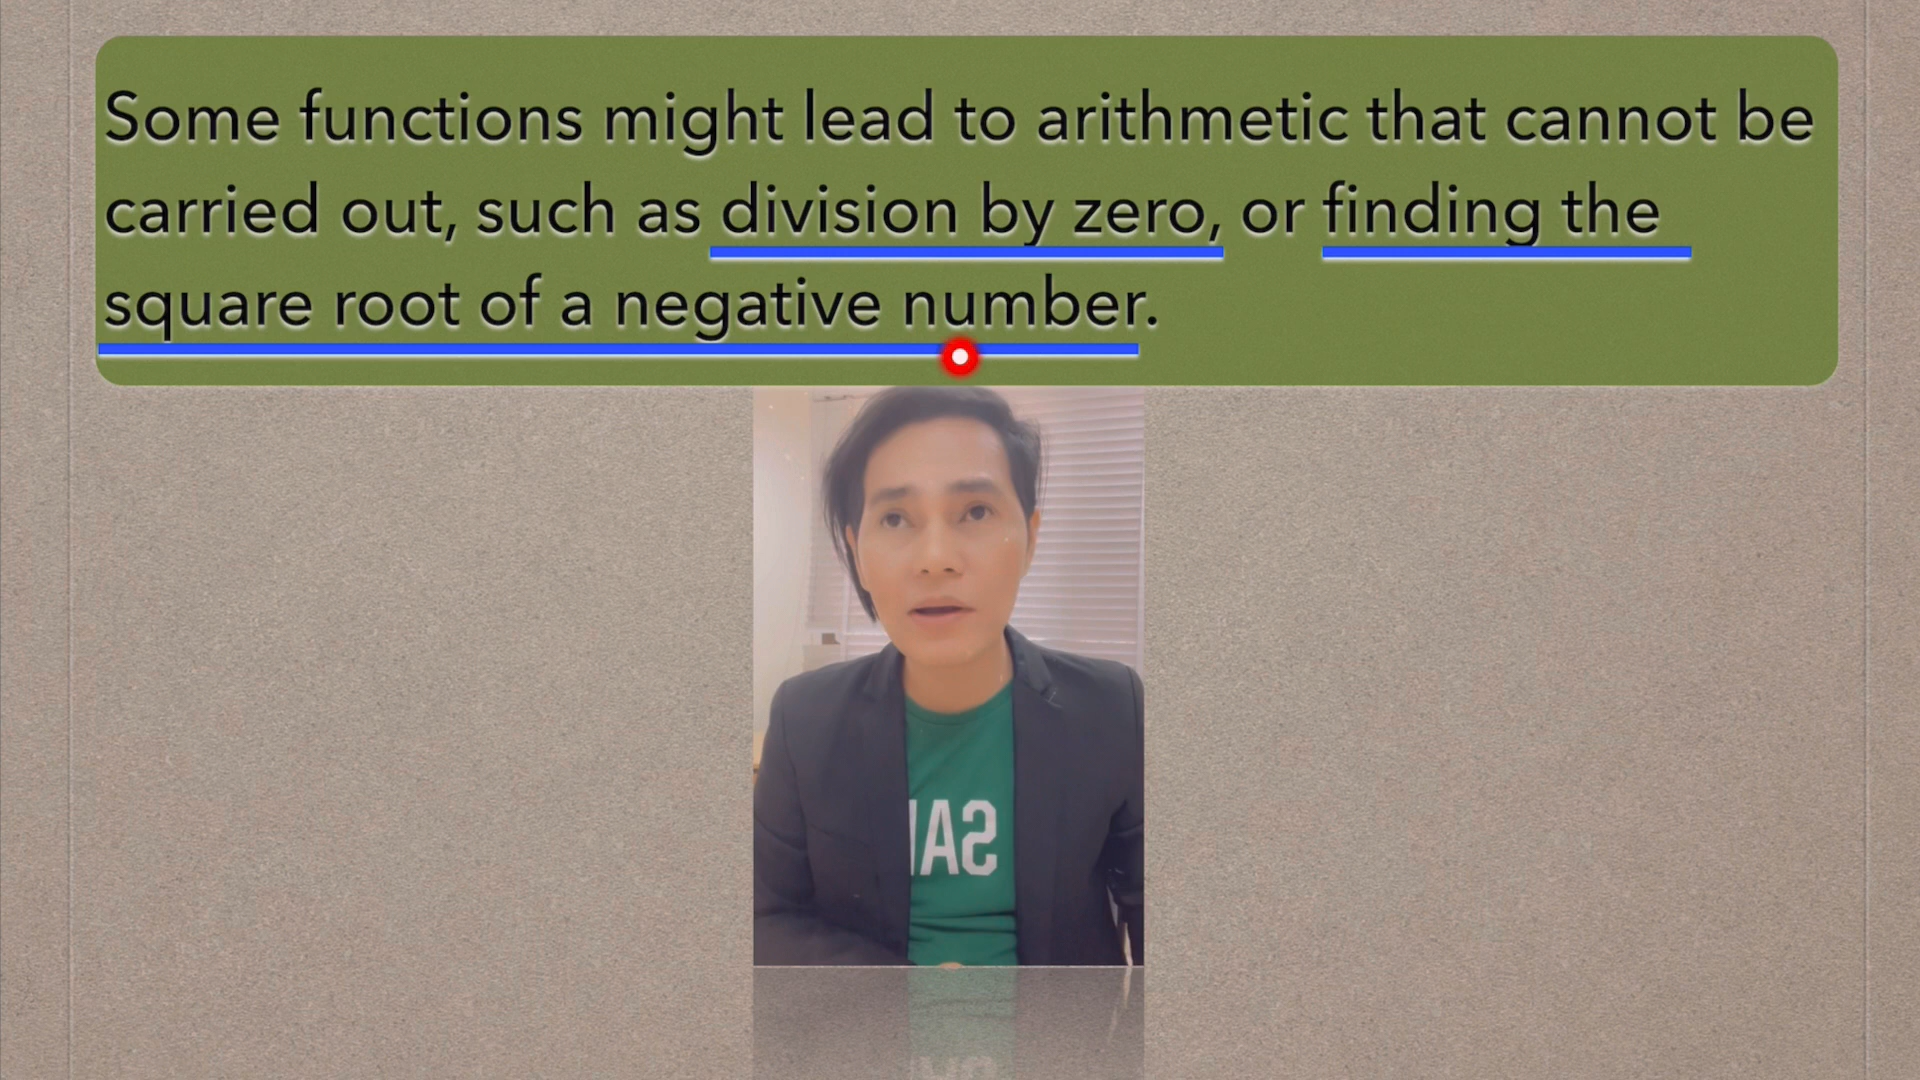 Some functions might lead to arithmetic that cannot be
carried out, such as division by zero, or finding the
square root of a negative number.
SA